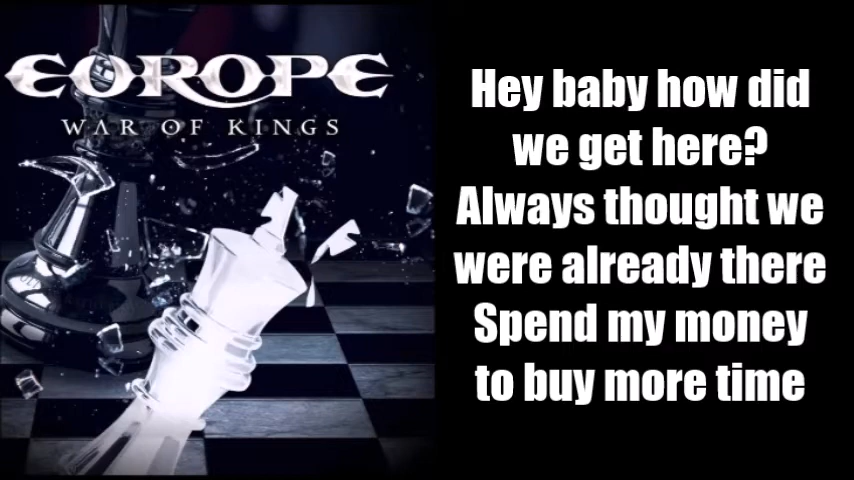 EUROPE
WAR OF KINGS
Hey baby how did
we get here?
Always thought we
were already there
Spend my money
to buy more time